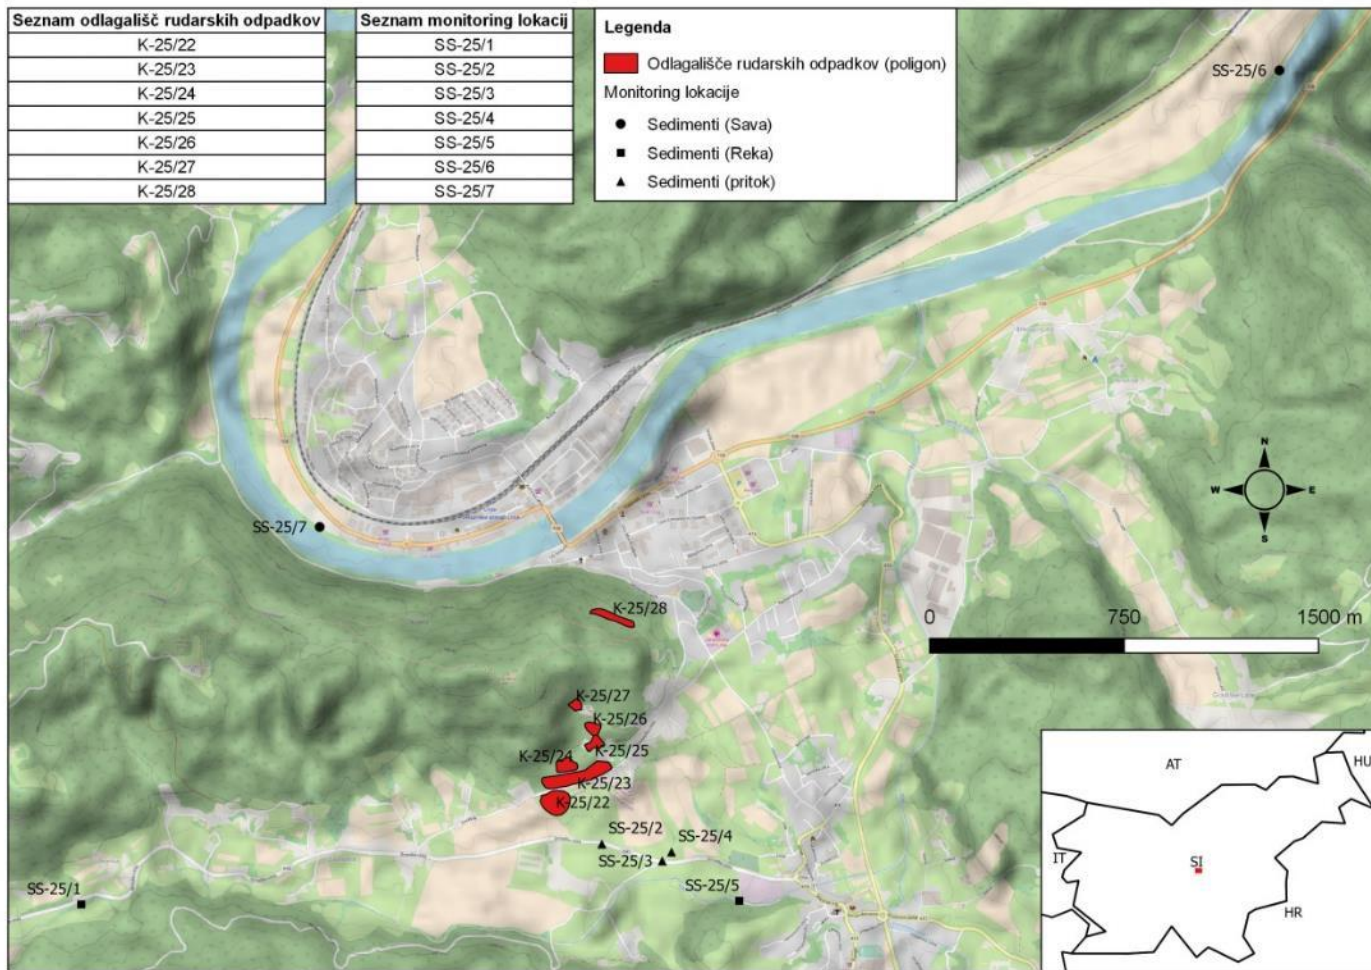 Seznam odlagališč rudarskih odpadkov
K-25/22
K-25/23
K-25/24
K-25/25
K-25/26
K-25/27
K-25/28
Seznam monitoring lokacij
SS-25/1
SS-25/2
SS-25/3
SS-25/4
SS-25/5
SS-25/6
SS-25/7
Legenda
Odlagališče rudarskih odpadkov (poligon)
Monitoring lokacije
Sedimenti (Sava)
Sedimenti (Reka)
Sedimenti (pritok)
SS-25/6
N
W
E
S
SS-25/7
K-25/28
0
750
1500 m
K-25/27
K-25/26
K-25/25
K-25/24
K-25/23
K-25/22
SS-25/2
SS-25/4
SS-25/3
SS-25/1
SS-25/5
AT
HU
IT
SI
HR